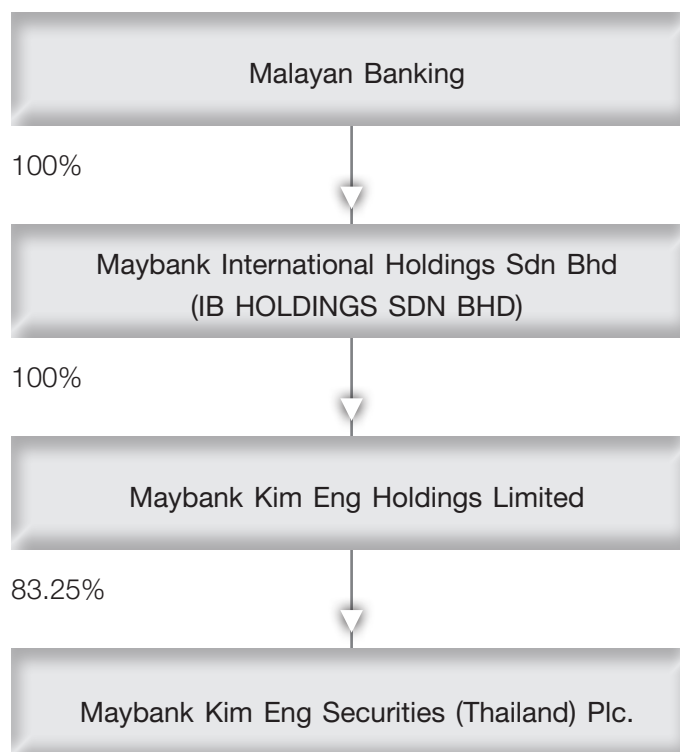 Malayan Banking
100%
Maybank International Holdings Sdn Bhd
(IB HOLDINGS SDN BHD)
100%
Maybank Kim Eng Holdings Limited
83.25%
Maybank Kim Eng Securities (Thailand) Plc.